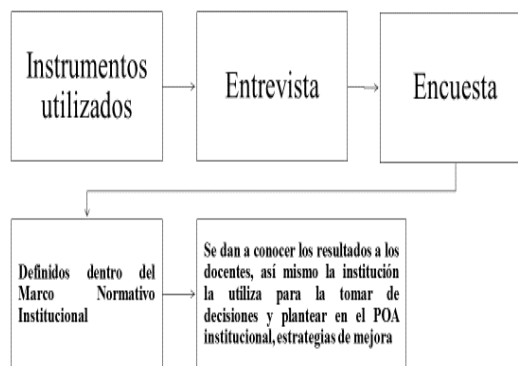 Instrumentos
utilizados
Entrevista
Encuesta
Definidos dentro del
Marco Normativo
Institucional
Se dan a conocer los resultados a los
docentes, así mismo la institución
la utiliza para la tomar de
decisiones y plantear en el POA
institucional, estrategias de mejora